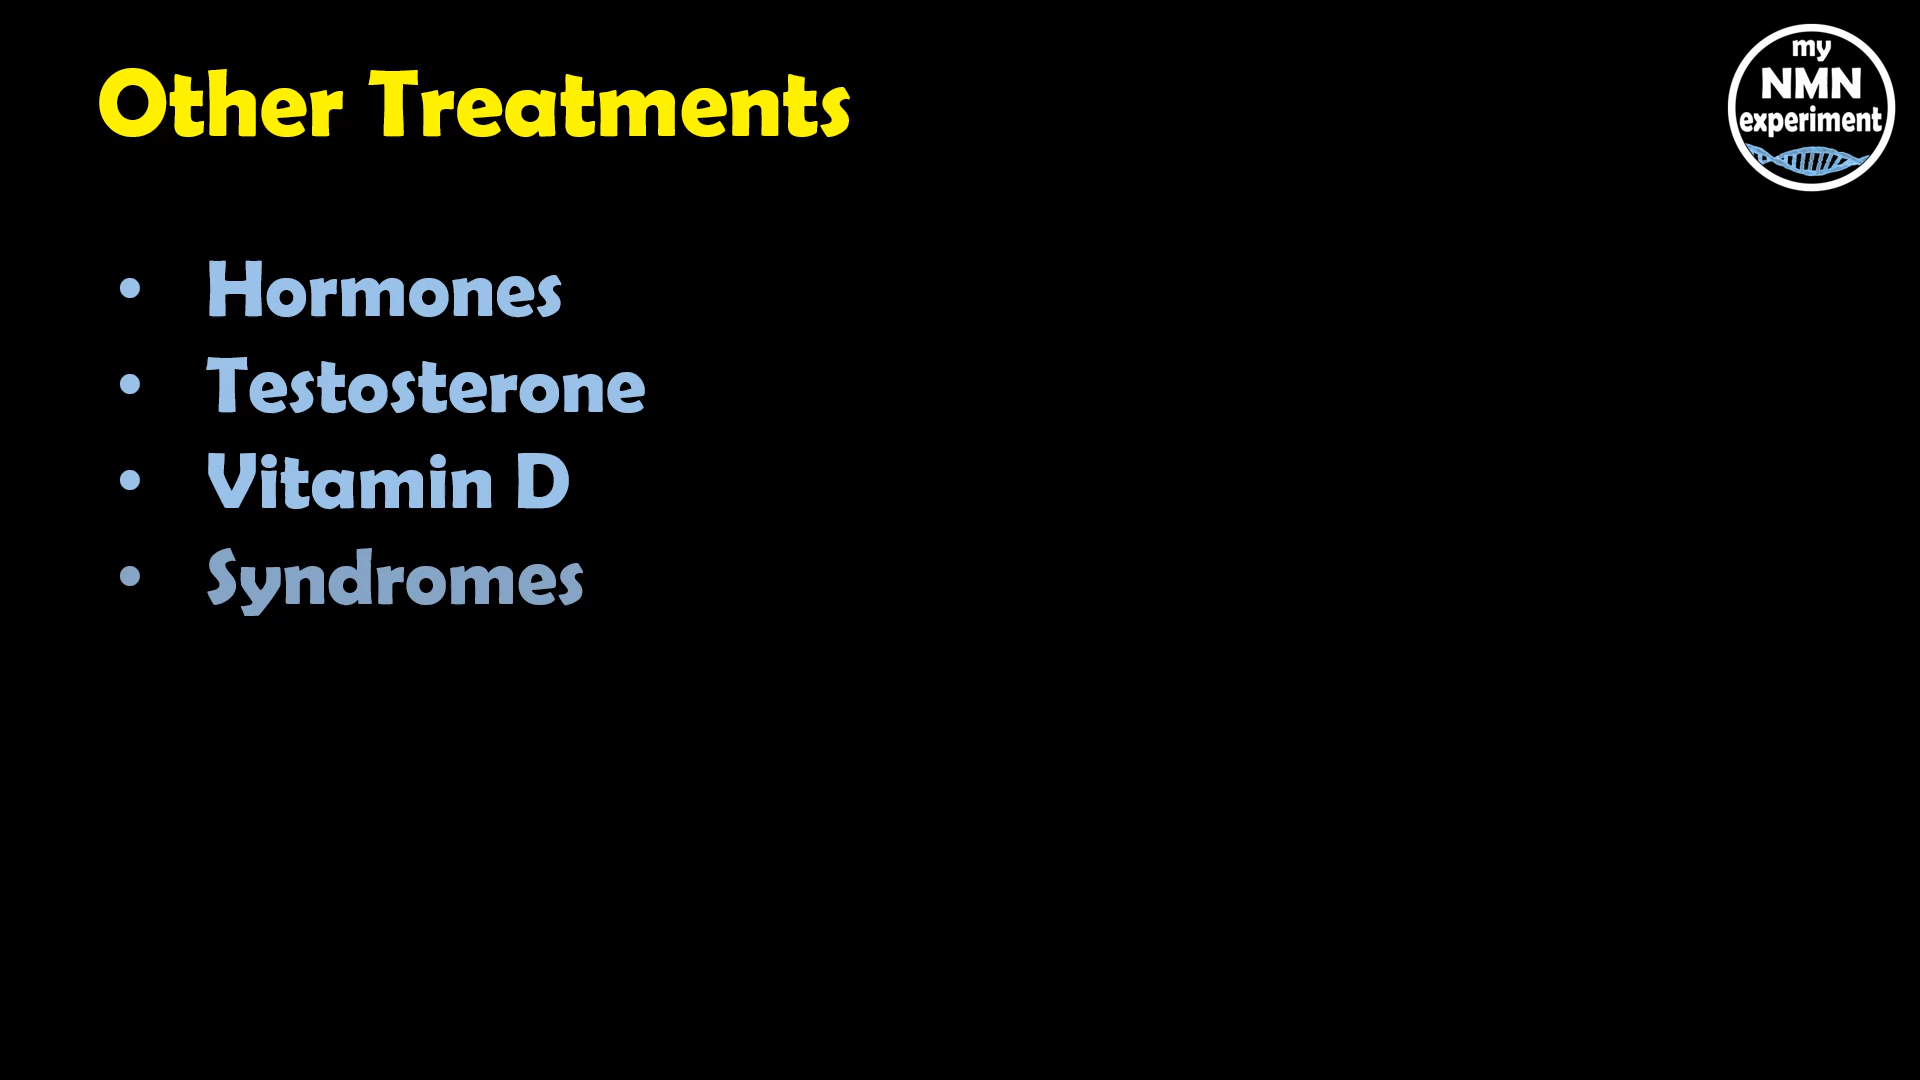 Other Treatments
my
NMN
experiment
• Hormones
• Testosterone
• Vitamin D
• Syndromes